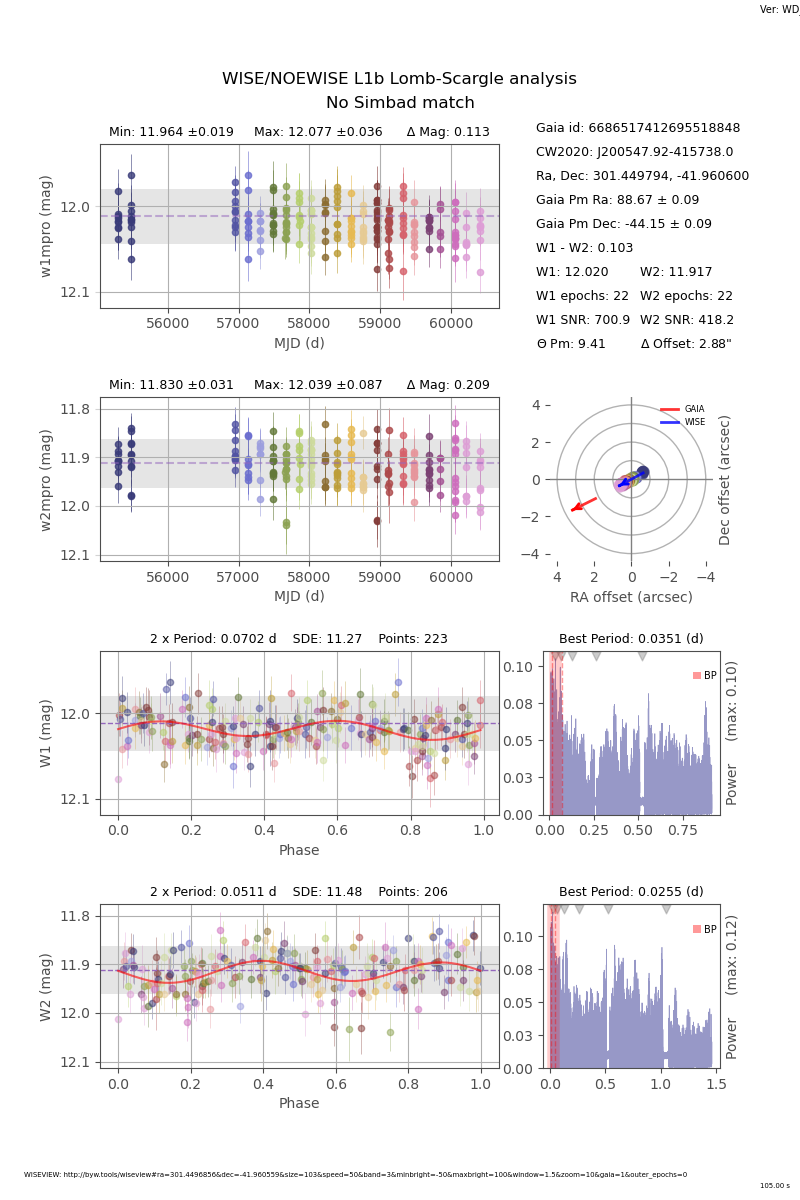 Ver: WD_
WISE/NOEWISE L1b Lomb-Scargle analysis
No Simbad match
Min: 11.964 ±0.019 Max: 12.077 ±0.036 Δ Mag: 0.113
12.0
12.1
w1mpro (mag)
56000 57000 58000 59000 60000
MJD (d)
Gaia id: 6686517412695518848
CW2020: J200547.92-415738.0
Ra, Dec: 301.449794, -41.960600
Gaia Pm Ra: 88.67 ± 0.09
Gaia Pm Dec: -44.15 ± 0.09
W1 - W2: 0.103
W1: 12.020 W2: 11.917
W1 epochs: 22 W2 epochs: 22
W1 SNR: 700.9 W2 SNR: 418.2
Θ Pm: 9.41 Δ Offset: 2.88"
Min: 11.830 ±0.031 Max: 12.039 ±0.087 Δ Mag: 0.209
11.8
11.9
12.0
12.1
w2mpro (mag)
56000 57000 58000 59000 60000
MJD (d)
GAIA
WISE
4
2
0
−2
−4
4 2 0 −2 −4
RA offset (arcsec)
Dec offset (arcsec)
2 x Period: 0.0702 d SDE: 11.27 Points: 223
12.0
12.1
W1 (mag)
0.0 0.2 0.4 0.6 0.8 1.0
Phase
Best Period: 0.0351 (d)
BP
0.10
0.08
0.05
0.03
0.00
0.00 0.25 0.50 0.75
Power (max: 0.10)
2 x Period: 0.0511 d SDE: 11.48 Points: 206
11.8
11.9
12.0
12.1
W2 (mag)
0.0 0.2 0.4 0.6 0.8 1.0
Phase
Best Period: 0.0255 (d)
BP
0.10
0.08
0.05
0.03
0.00
0.0 0.5 1.0 1.5
Power (max: 0.12)
WISEVIEW: http://byw.tools/wiseview#ra=301.4496856&dec=-41.960559&size=103&speed=50&band=3&minbright=-50&maxbright=100&window=1.5&zoom=10&gaia=1&outer_epochs=0
105.00 s